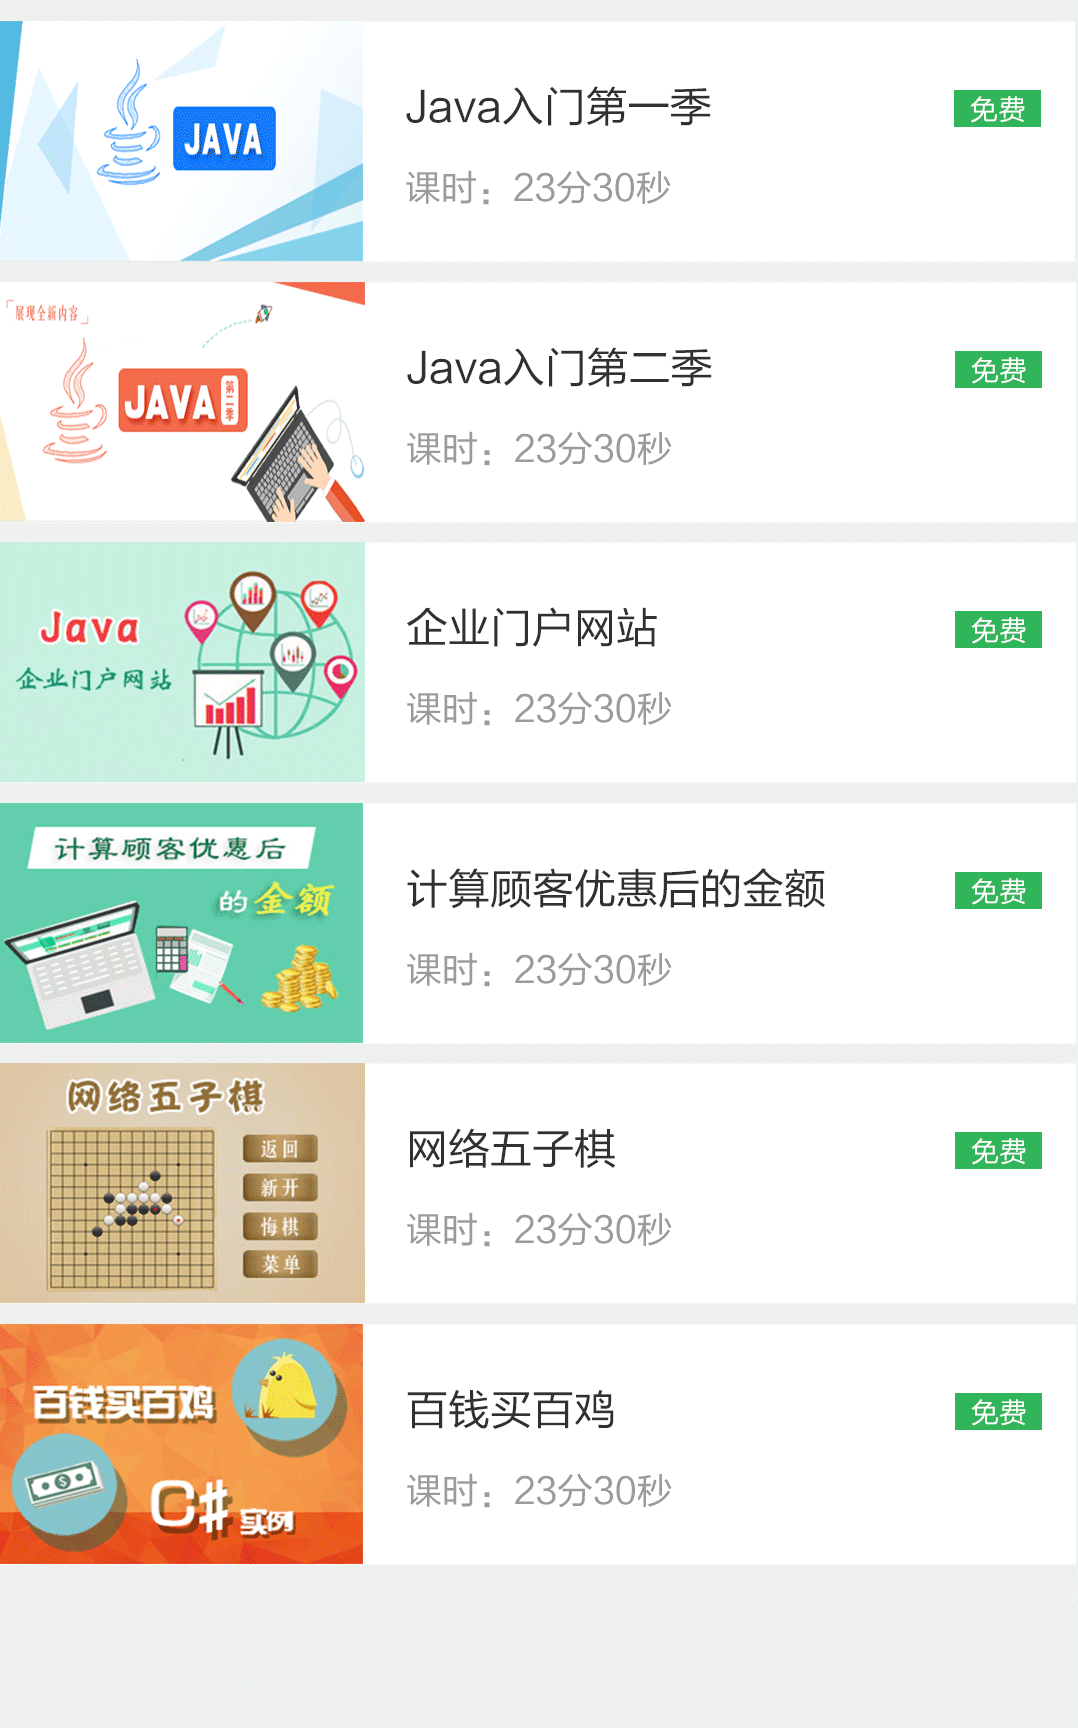 JAVA
Java入门第一季
免费
课时：23分30秒
「展现全新内容」
JAVA
第二季
Java入门第二季
免费
课时：23分30秒
Java
企业门户网站
企业门户网站
免费
课时：23分30秒
计算顾客优惠后
的金额
计算顾客优惠后的金额
免费
课时：23分30秒
网络五子棋
返回
新开
悔棋
菜单
网络五子棋
免费
课时：23分30秒
百钱买百鸡
C#实例
百钱买百鸡
免费
课时：23分30秒